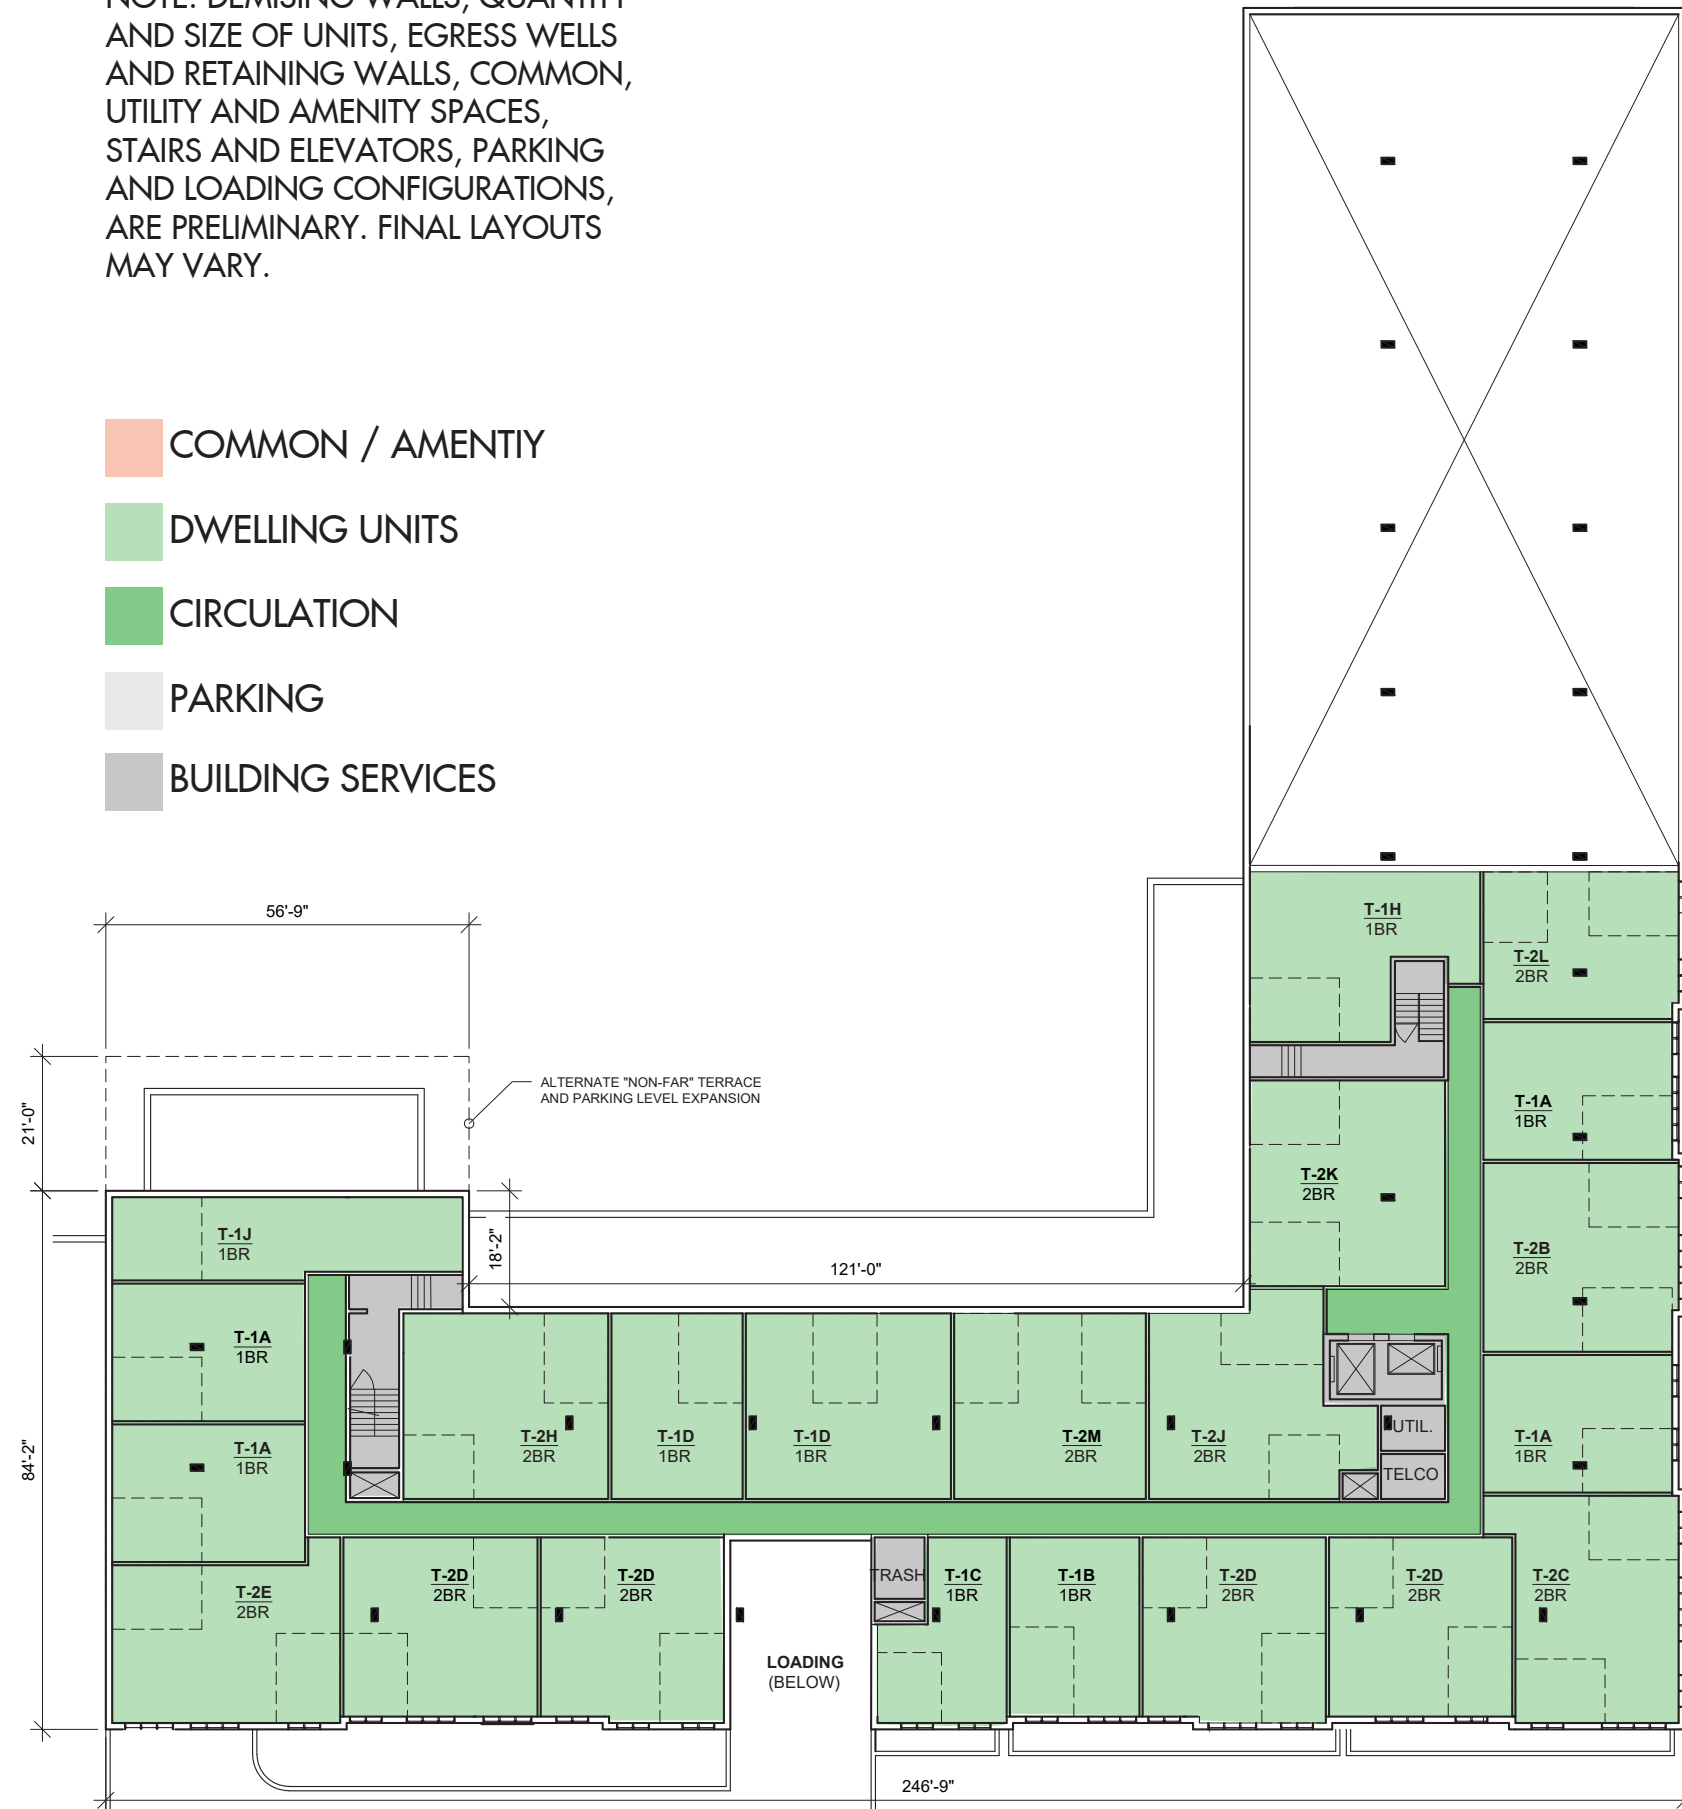 NOTE: DEMISING WALLS, QUANTITY
AND SIZE OF UNITS, EGRESS WELLS
AND RETAINING WALLS, COMMON,
UTILITY AND AMENITY SPACES,
STAIRS AND ELEVATORS, PARKING
AND LOADING CONFIGURATIONS,
ARE PRELIMINARY. FINAL LAYOUTS
MAY VARY.
COMMON / AMENTIY
DWELLING UNITS
CIRCULATION
PARKING
BUILDING SERVICES
56'-9"
T-1H
1BR
T-2L
2BR
21'-0"
ALTERNATE "NON-FAR" TERRACE
AND PARKING LEVEL EXPANSION
T-1A
1BR
T-2K
2BR
T-1J
1BR
18'-2"
121'-0"
T-2B
2BR
T-1A
1BR
84'-2"
T-1A
1BR
T-2H
2BR
T-1D
1BR
T-1D
1BR
T-2M
2BR
T-2J
2BR
UTIL.
TELCO
T-1A
1BR
T-2E
2BR
T-2D
2BR
T-2D
2BR
TRASH
T-1C
1BR
T-1B
1BR
T-2D
2BR
T-2D
2BR
T-2C
2BR
LOADING
(BELOW)
246'-9"